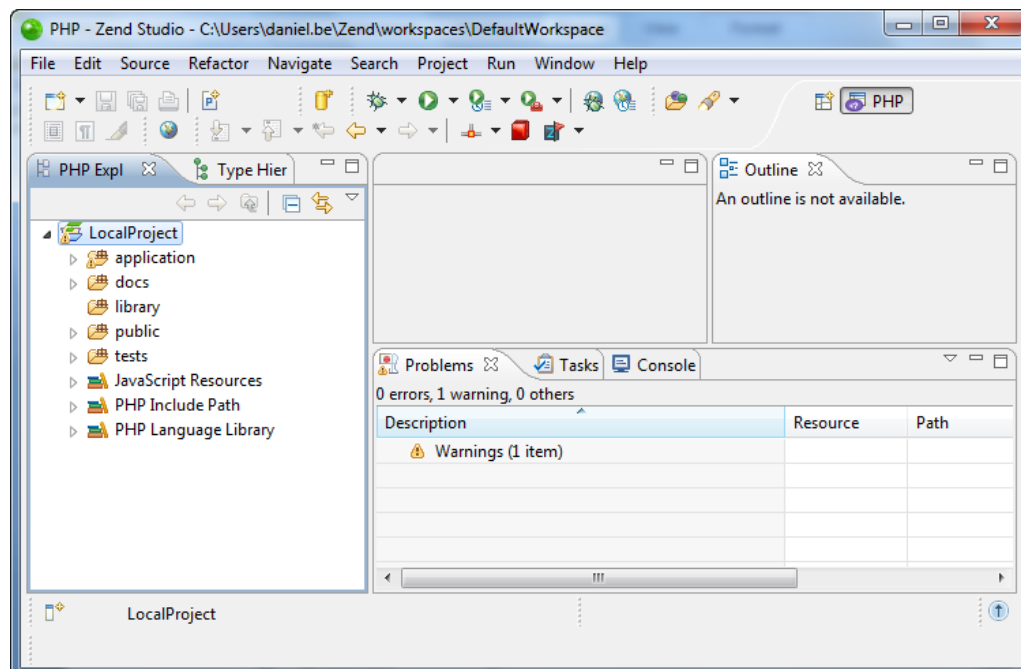 PHP - Zend Studio - C:\Users\daniel.be\Zend\workspaces\DefaultWorkspace
File Edit Source Refactor Navigate Search Project Run Window Help
PHP
PHP Expl Type Hier
Outline
An outline is not available.
LocalProject
application
docs
library
public
tests
JavaScript Resources
PHP Include Path
PHP Language Library
Problems Tasks Console
0 errors, 1 warning, 0 others
Description Resource Path
Warnings (1 item)
LocalProject